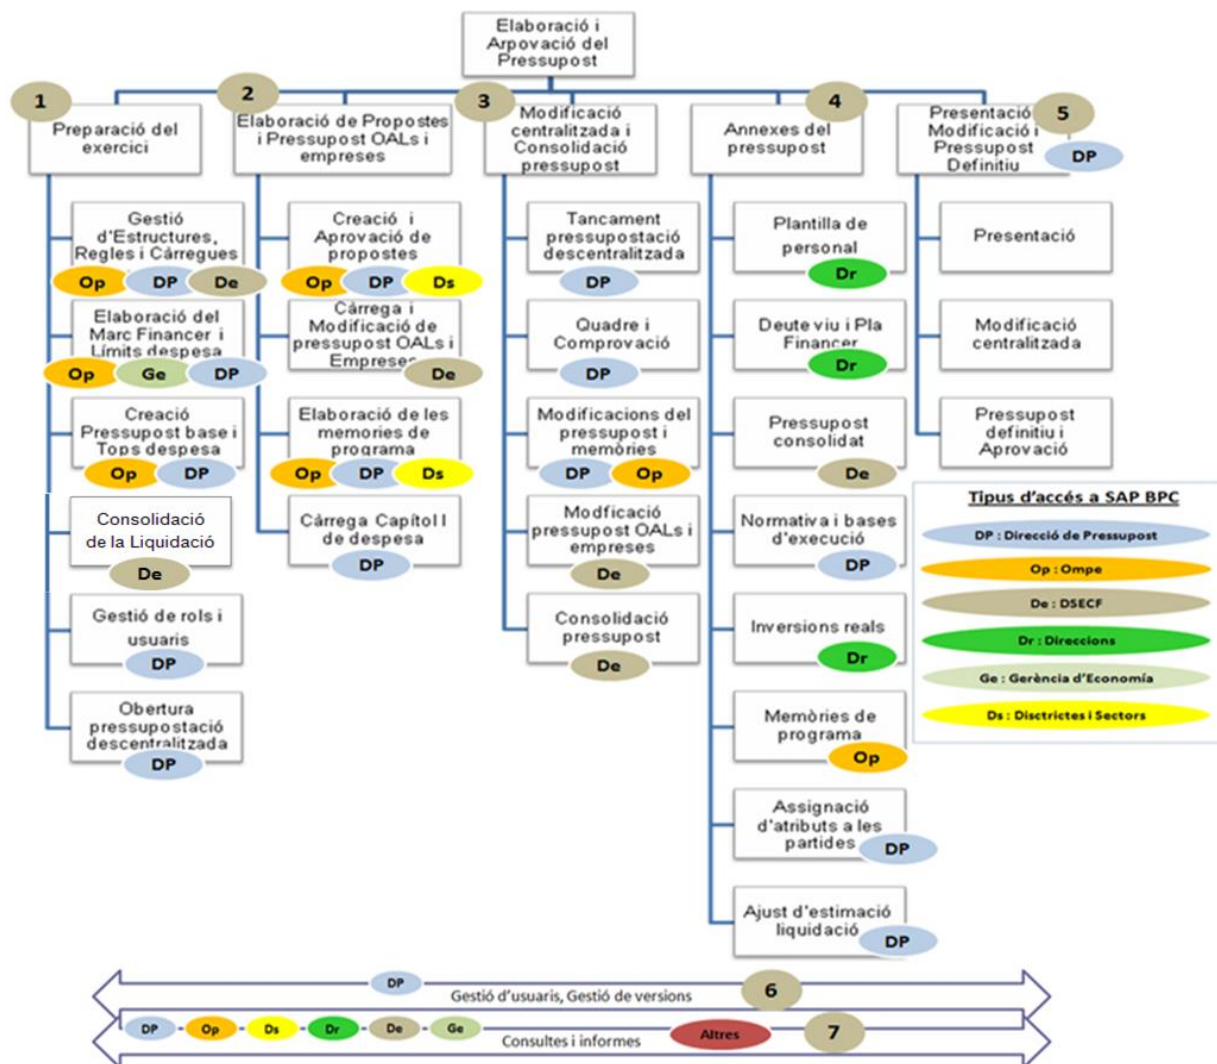 Elaboració i
Arpovació del
Pressupost
1
Preparació del
exercici
Gestió
d'Estructures,
Regles i Càrregues
Op
DP
De
Elaboració del
Marc Financer i
Límits despesa
Op
Ge
DP
Creació
Pressupost base i
Tops despesa
Op
DP
Consolidació
de la Liquidació
De
Gestió de rols i
usuaris
DP
Obertura
pressupostació
descentralitzada
DP
2
Elaboració de Propostes
i Pressupost OALs i
empreses
Creació i
Aprovació de
propostes
Op
DP
Ds
Càrrega i
Modificació de
pressupost OALs i
Empreses
De
Elaboració de les
memories de
programa
Op
DP
Ds
Càrrega Capítol I
de despesa
DP
3
Modificació
centralitzada i
Consolidació
pressupost
Tancament
pressupostació
descentralitzada
DP
Quadre i
Comprovació
DP
Modificacions del
pressupost i
memòries
DP
Op
Modficació
pressupost OALs i
empreses
De
Consolidació
pressupost
De
4
Annexes del
pressupost
Plantilla de
personal
Dr
Deute viu i Pla
Financer
Dr
Pressupost
consolidat
De
Normativa i bases
d'execució
DP
Inversions reals
Dr
Memòries de
programa
Op
Assignació
d'atributs a les
partides
DP
Ajust d'estimació
liquidació
DP
5
Presentació
Modificació i
Pressupost
Definitiu
DP
Presentació
Modificació
centralitzada
Pressupost
definitiu i
Aprovació
Tipus d'accés a SAP BPC
DP : Direcció de Pressupost
Op : Ompe
De : DSECF
Dr : Direccions
Ge : Gerència d'Economía
Ds : Disctrictes i Sectors
DP
Gestió d'usuaris, Gestió de versions
6
DP
Op
Ds
Dr
De
Ge
Consultes i informes
Altres
7